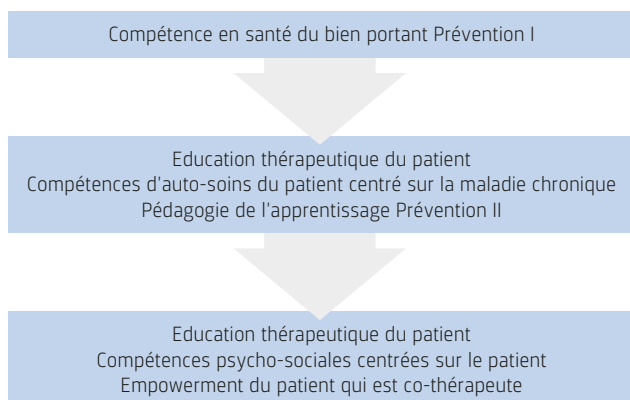 Compétence en santé du bien portant Prévention I
Education thérapeutique du patient
Compétences d'auto-soins du patient centré sur la maladie chronique
Pédagogie de l'apprentissage Prévention II
Education thérapeutique du patient
Compétences psycho-sociales centrées sur le patient
Empowerment du patient qui est co-thérapeute